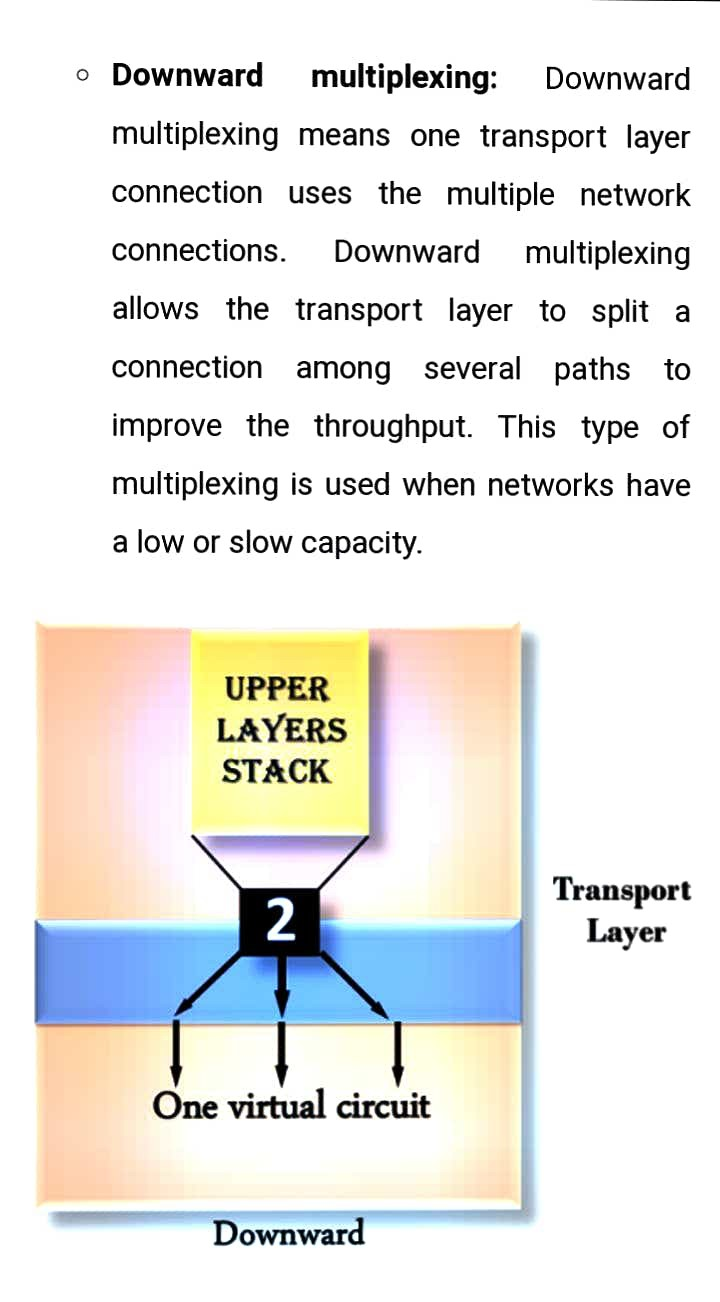 Downward multiplexing: Downward
multiplexing means one transport layer
connection uses the multiple network
connections. Downward multiplexing
allows the transport layer to split a
connection among several paths to
improve the throughput. This type of
multiplexing is used when networks have
a low or slow capacity.
UPPER
LAYERS
STACK
2
Transport
Layer
One virtual circuit
Downward